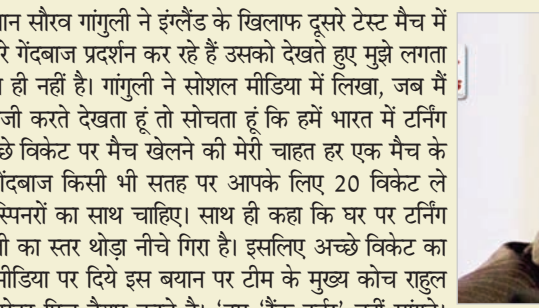 ान सौरव गांगुली ने इंग्लैंड के खिलाफ दूसरे टेस्ट मैच में
रे गेंदबाज प्रदर्शन कर रहे हैं उसको देखते हुए मुझे लगता
ही नहीं है। गांगुली ने सोशल मीडिया में लिखा, जब मैं
जी करते देखता हूं तो सोचता हूं कि हमें भारत में टर्निंग
छे विकेट पर मैच खेलने की मेरी चाहत हर एक मैच के
गेंदबाज किसी भी सतह पर आपके लिए 20 विकेट ले
स्पिनरों का साथ चाहिए। साथ ही कहा कि घर पर टर्निंग
ी का स्तर थोड़ा नीचे गिरा है। इसलिए अच्छे विकेट का
मीडिया पर दिये इस बयान पर टीम के मुख्य कोच राहुल